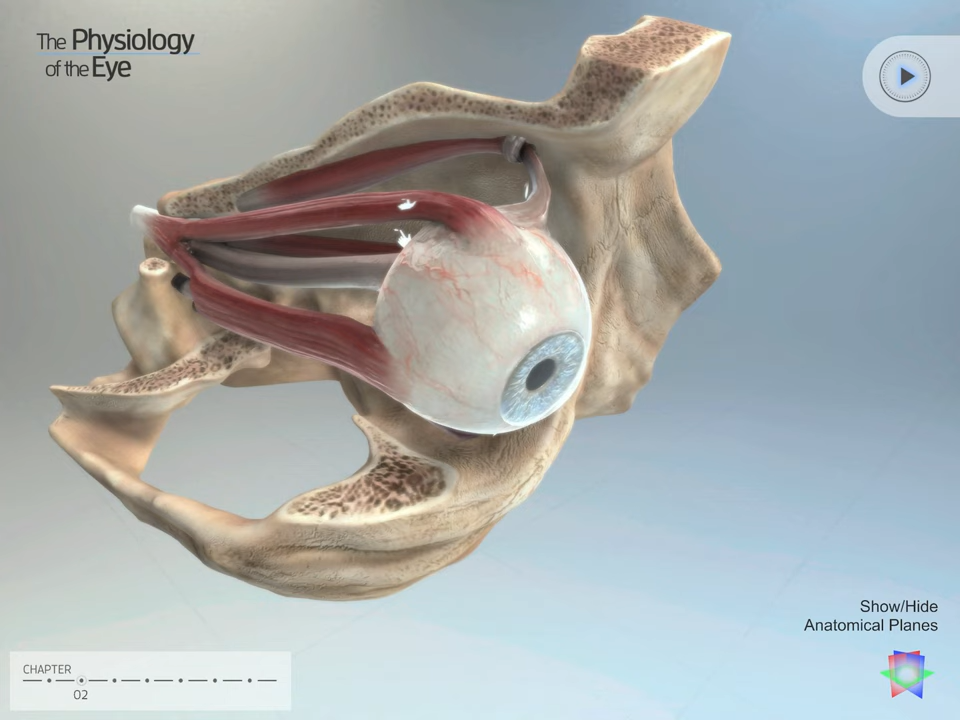 The Physiology
of the Eye
Show/Hide
Anatomical Planes
CHAPTER
02